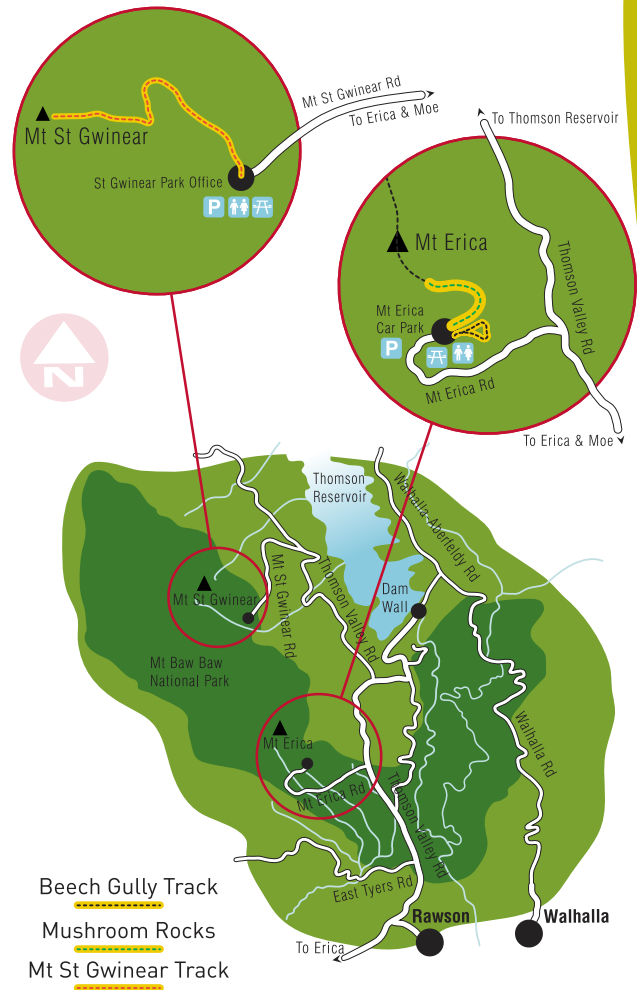 Mt St Gwinear
St Gwinear Park Office
P
Mt St Gwinear Rd
To Erica & Moe
To Thomson Reservoir
Mt Erica
Mt Erica
Car Park
P
Mt Erica Rd
Thomson Valley Rd
To Erica & Moe
N
Thomson
Reservoir
Walhalla-Aberfeldy Rd
Mt St Gwinear
Mt St Gwinear Rd
Thomson Valley Rd
Dam
Wall
Mt Baw Baw
National Park
Mt Erica
Mt Erica Rd
Thomson Valley Rd
Walhalla Rd
East Tyers Rd
Rawson
Walhalla
To Erica
Beech Gully Track
Mushroom Rocks
Mt St Gwinear Track